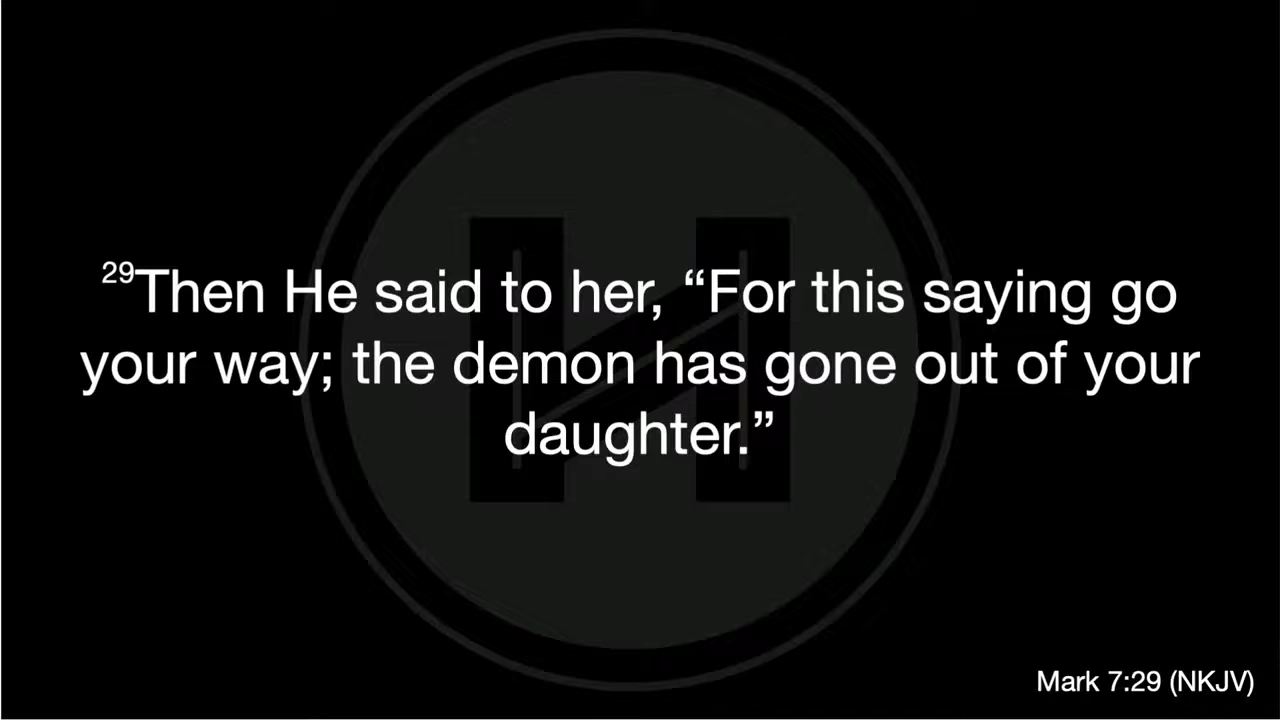 29Then He said to her, “For this saying go
your way; the demon has gone out of your
daughter.”
Mark 7:29 (NKJV)